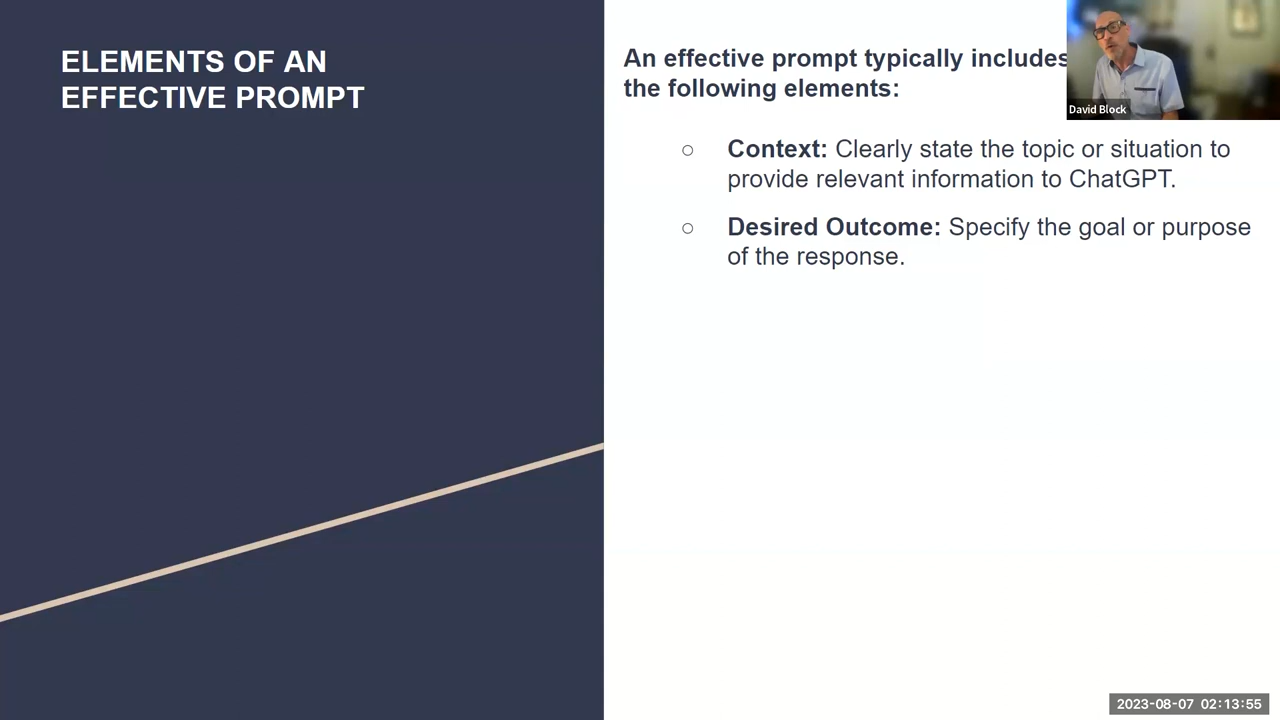 ELEMENTS OF AN
EFFECTIVE PROMPT
An effective prompt typically includes
the following elements:
○ Context: Clearly state the topic or situation to
provide relevant information to ChatGPT.
○ Desired Outcome: Specify the goal or purpose
of the response.
David Block
2023-08-07 02:13:55